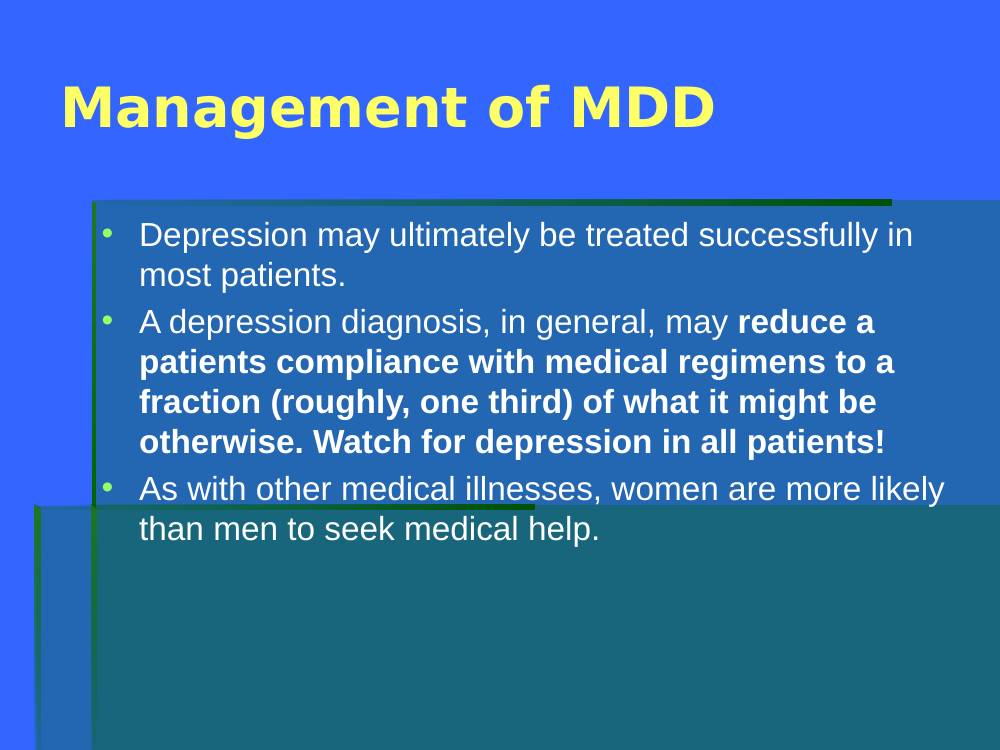 Management of MDD
• Depression may ultimately be treated successfully in
most patients.
• A depression diagnosis, in general, may reduce a
patients compliance with medical regimens to a
fraction (roughly, one third) of what it might be
otherwise. Watch for depression in all patients!
• As with other medical illnesses, women are more likely
than men to seek medical help.